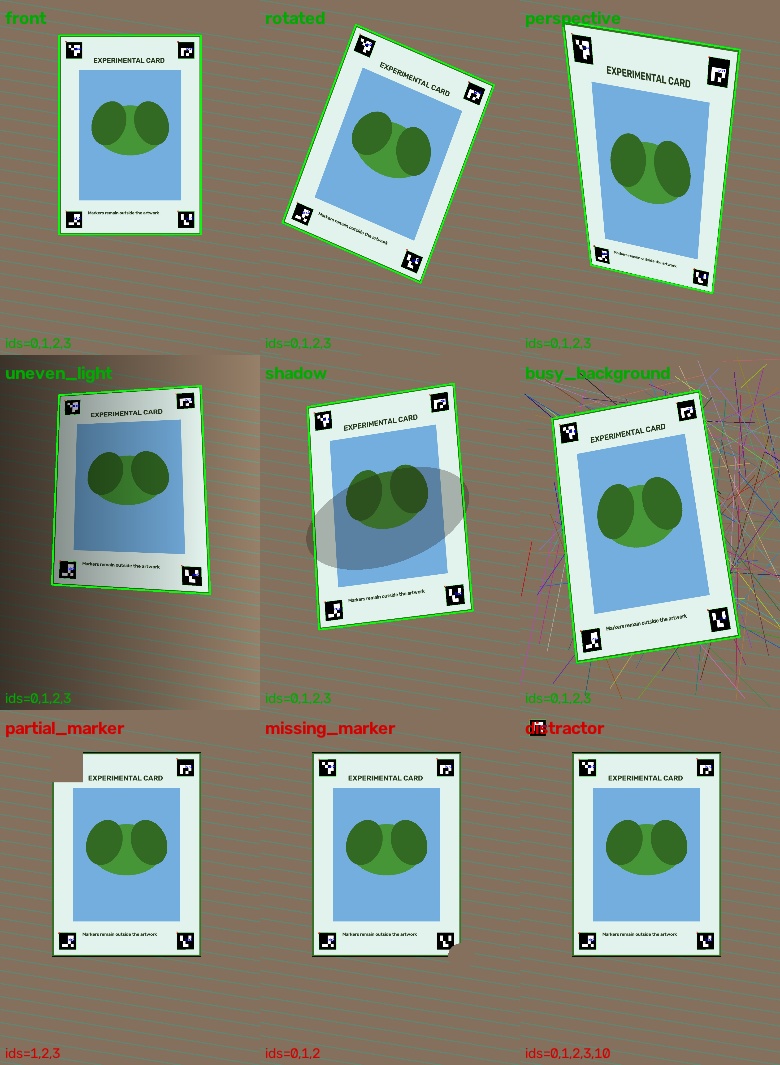 front
EXPERIMENTAL CARD
Markers remain outside the artwork
ids=0,1,2,3
rotated
EXPERIMENTAL CARD
Markers remain outside the artwork
ids=0,1,2,3
perspective
EXPERIMENTAL CARD
Markers remain outside the artwork
ids=0,1,2,3
uneven_light
EXPERIMENTAL CARD
Markers remain outside the artwork
ids=0,1,2,3
shadow
EXPERIMENTAL CARD
Markers remain outside the artwork
ids=0,1,2,3
busy_background
EXPERIMENTAL CARD
Markers remain outside the artwork
ids=0,1,2,3
partial_marker
EXPERIMENTAL CARD
Markers remain outside the artwork
ids=1,2,3
missing_marker
EXPERIMENTAL CARD
Markers remain outside the artwork
ids=0,1,2
distractor
EXPERIMENTAL CARD
Markers remain outside the artwork
ids=0,1,2,3,10